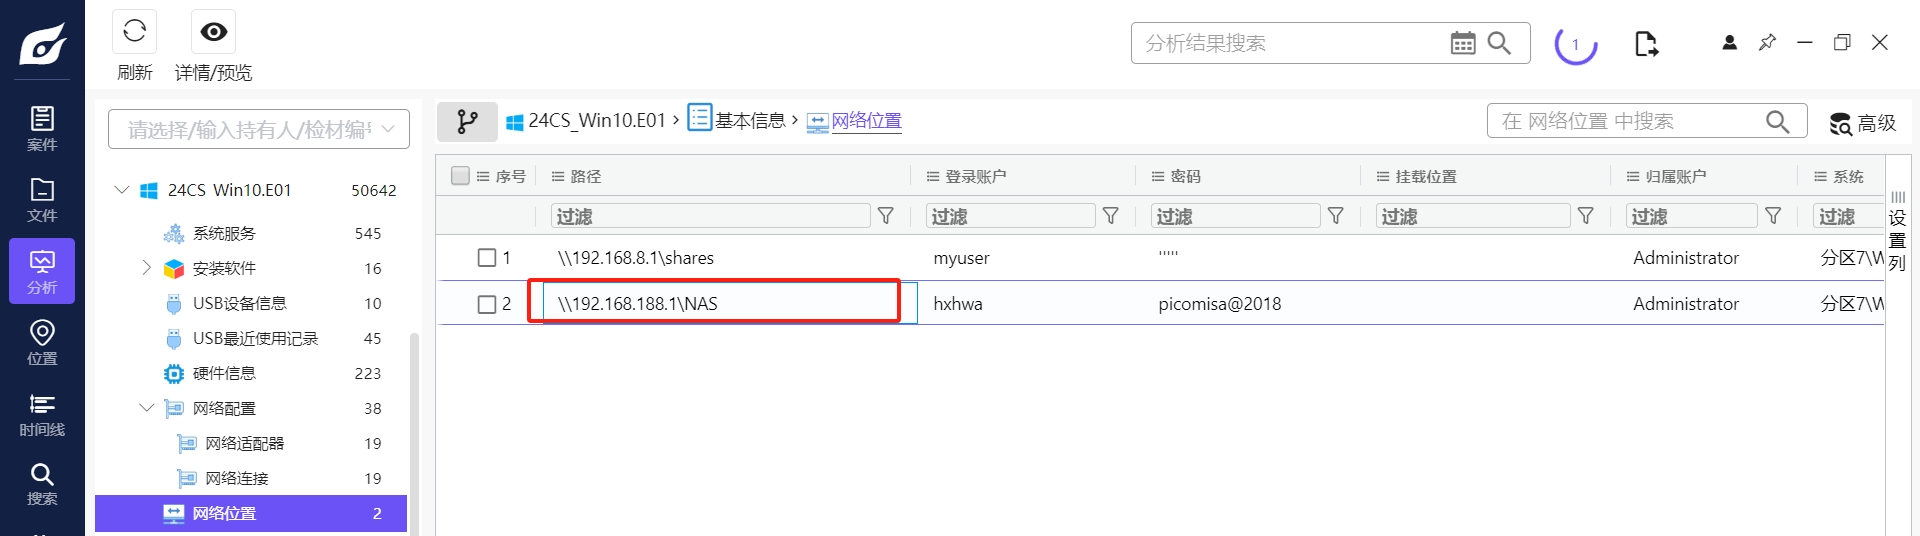 刷新
详情/预览
分析结果搜索
1
案件
文件
分析
位置
时间线
搜索
请选择/输入持有人/检材编号
24CS_Win10.E01 50642
系统服务 545
安装软件 16
USB设备信息 10
USB最近使用记录 45
硬件信息 223
网络配置 38
网络适配器 19
网络连接 19
网络位置 2
24CS_Win10.E01 > 基本信息 > 网络位置
在 网络位置 中搜索
高级
序号 路径 登录账户 密码 挂载位置 归属账户 系统
过滤 过滤 过滤 过滤 过滤 过滤
1 \\192.168.8.1\shares myuser ''''' Administrator 分区7\W
2 \\192.168.188.1\NAS hxhwa picomisa@2018 Administrator 分区7\W
设置列